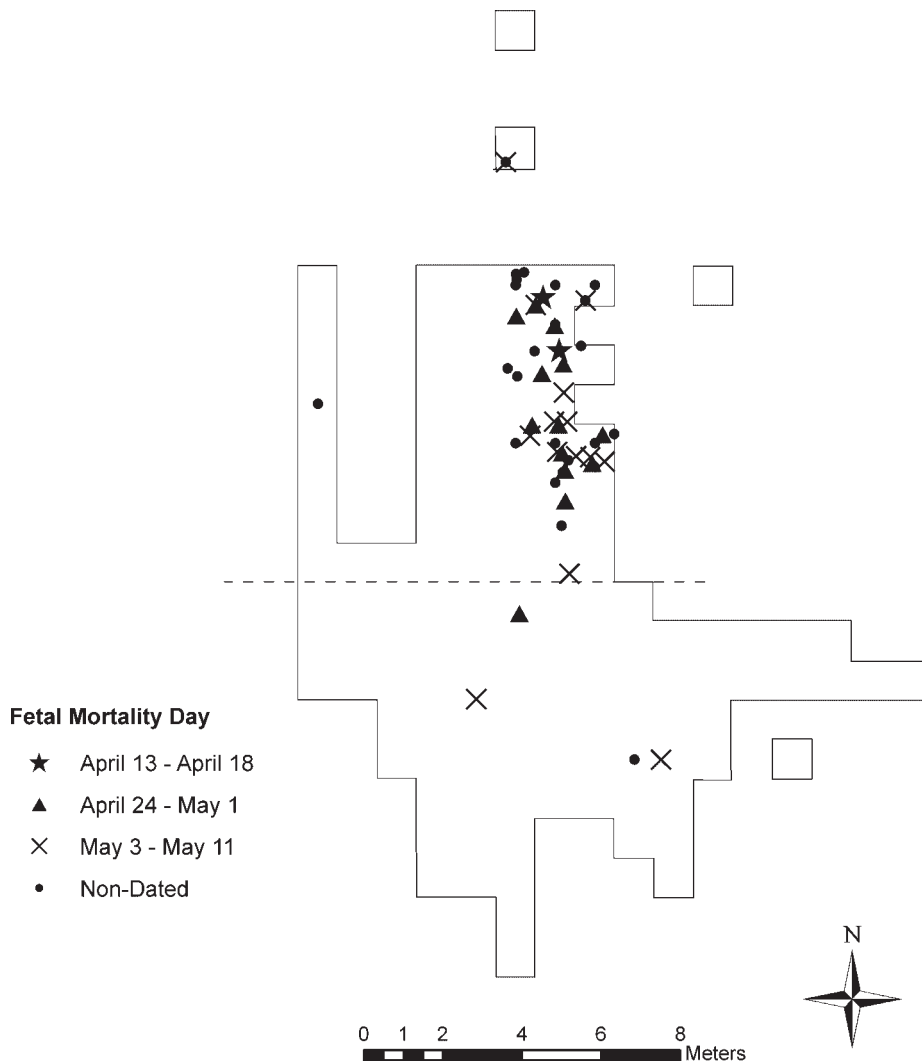 Fetal Mortality Day
April 13 - April 18
April 24 - May 1
May 3 - May 11
Non-Dated
N
0 1 2 4 6 8
Meters